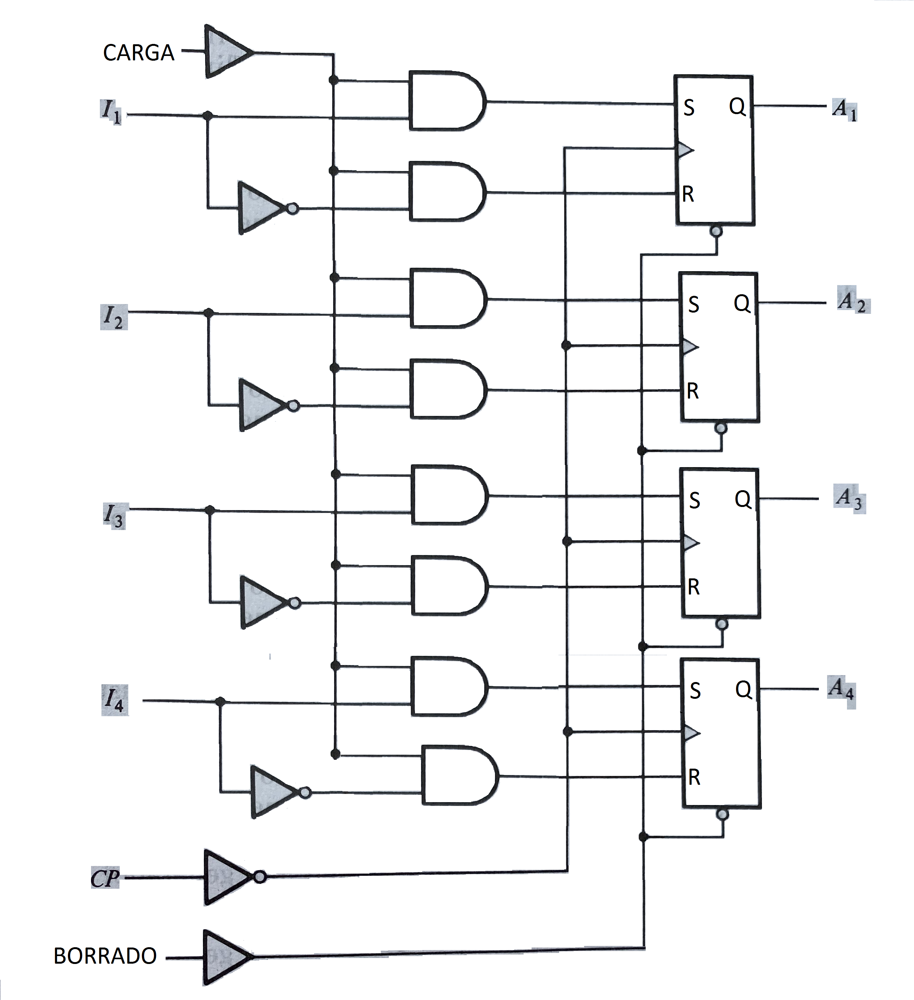 CARGA
I1
S Q A1
R
I2
S Q A2
R
I3
S Q A3
R
I4
S Q A4
R
CP
BORRADO